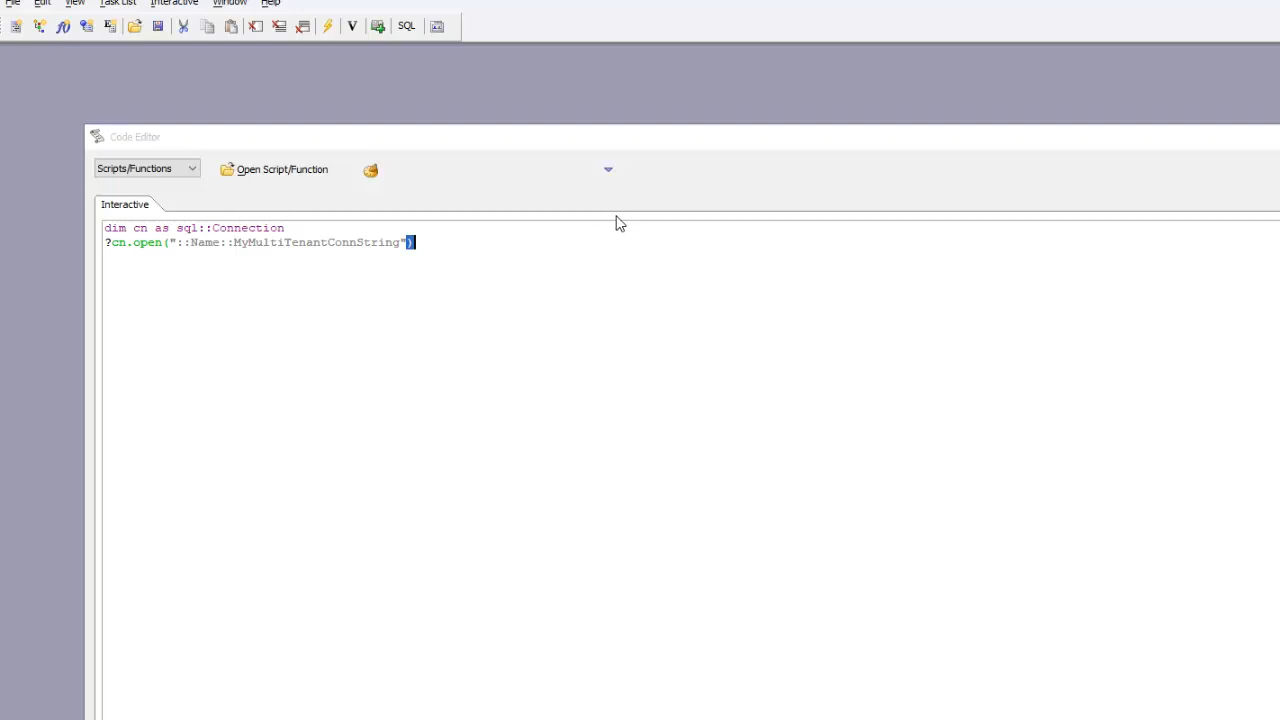 File Edit View Task List Interactive Window Help
V SQL
Code Editor
Scripts/Functions Open Script/Function
Interactive
dim cn as sql::Connection
?cn.open("::Name::MyMultiTenantConnString")